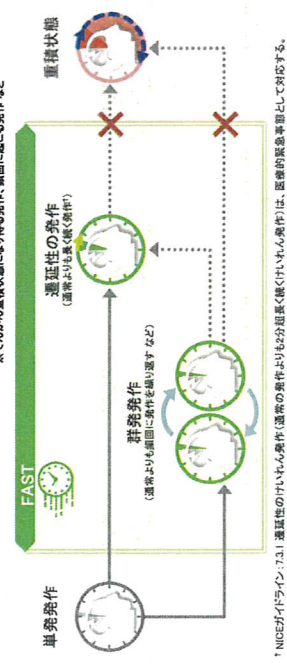 FAST
単発発作
遷延性の発作
(通常よりも長く続く発作†)
群発発作
(通常よりも頻回に発作を繰り返す など)
重積状態
† NICEガイドライン:7.3.1 遷延性のけいれん発作(通常の発作よりも2分超長く続くけいれん発作)は、医療的緊急事態として対応する。